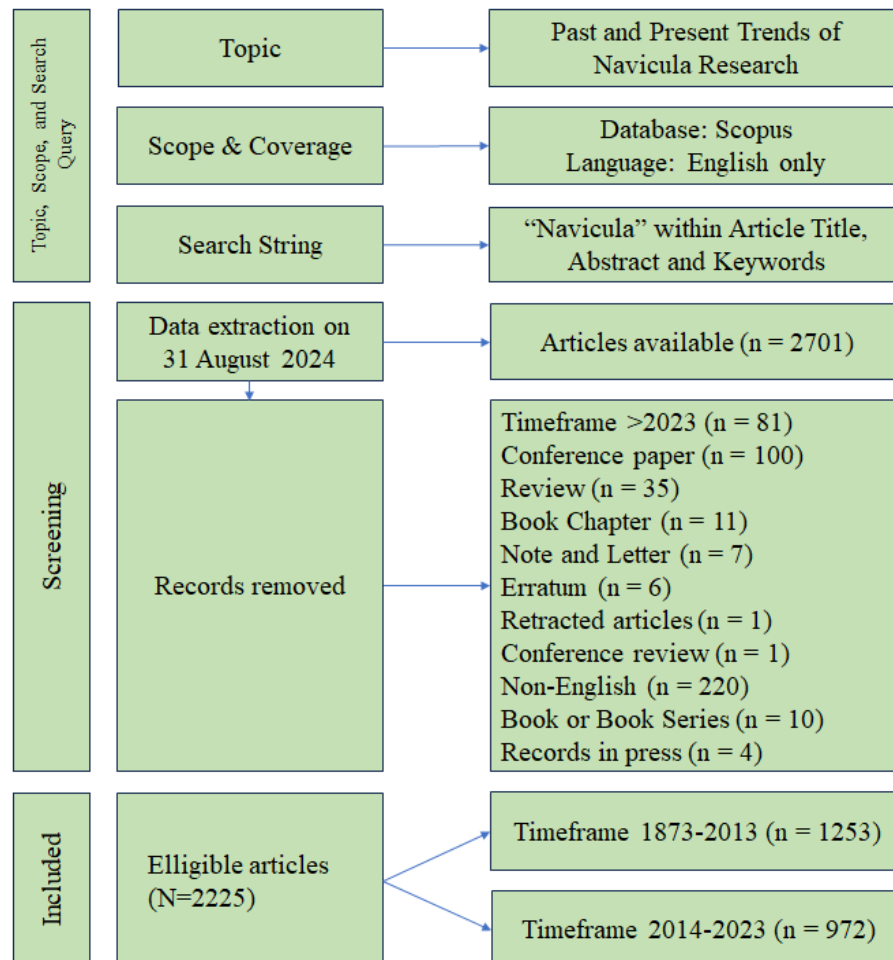 Topic, Scope, and Search
Query
Topic
Past and Present Trends of
Navicula Research
Scope & Coverage
Database: Scopus
Language: English only
Search String
“Navicula” within Article Title,
Abstract and Keywords
Screening
Data extraction on
31 August 2024
Articles available (n = 2701)
Records removed
Timeframe >2023 (n = 81)
Conference paper (n = 100)
Review (n = 35)
Book Chapter (n = 11)
Note and Letter (n = 7)
Erratum (n = 6)
Retracted articles (n = 1)
Conference review (n = 1)
Non-English (n = 220)
Book or Book Series (n = 10)
Records in press (n = 4)
Included
Elligible articles
(N=2225)
Timeframe 1873-2013 (n = 1253)
Timeframe 2014-2023 (n = 972)